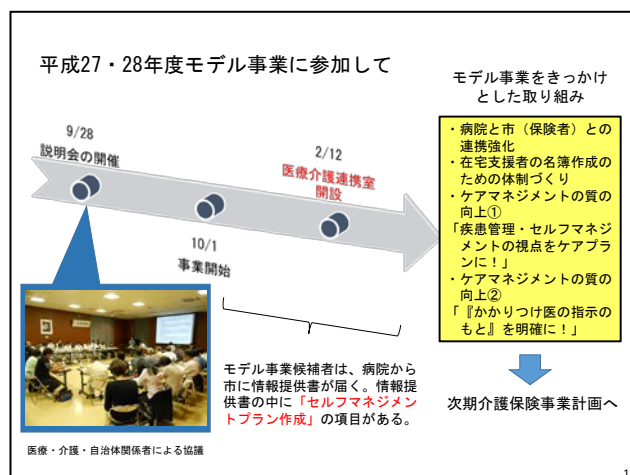 平成27・28年度モデル事業に参加して
モデル事業をきっかけ
とした取り組み
9/28
説明会の開催
2/12
医療介護連携室
開設
10/1
事業開始
・病院と市（保険者）との
連携強化
・在宅支援者の名簿作成の
ための体制づくり
・ケアマネジメントの質の
向上①
「疾患管理・セルフマネジ
メントの視点をケアプラ
ンに！」
・ケアマネジメントの質の
向上②
「『かかりつけ医の指示の
もと』を明確に！」
モデル事業候補者は、病院から
市に情報提供書が届く。情報提
供書の中に「セルフマネジメン
トプラン作成」の項目がある。
次期介護保険事業計画へ
医療・介護・自治体関係者による協議
1